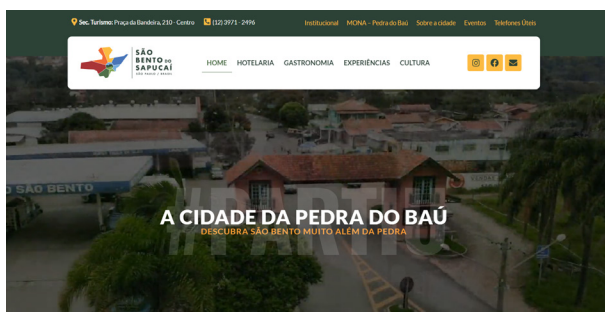 Sec. Turismo: Praça da Bandeira, 210 - Centro (12) 3971 - 2496 Institucional MONA – Pedra do Baú Sobre a cidade Eventos Telefones Úteis
SÃO
BENTO DO
SAPUCAÍ
SÃO PAULO | BRASIL
HOME HOTELARIA GASTRONOMIA EXPERIÊNCIAS CULTURA
O SÃO BENTO
#PARTIU
A CIDADE DA PEDRA DO BAÚ
DESCUBRA SÃO BENTO MUITO ALÉM DA PEDRA